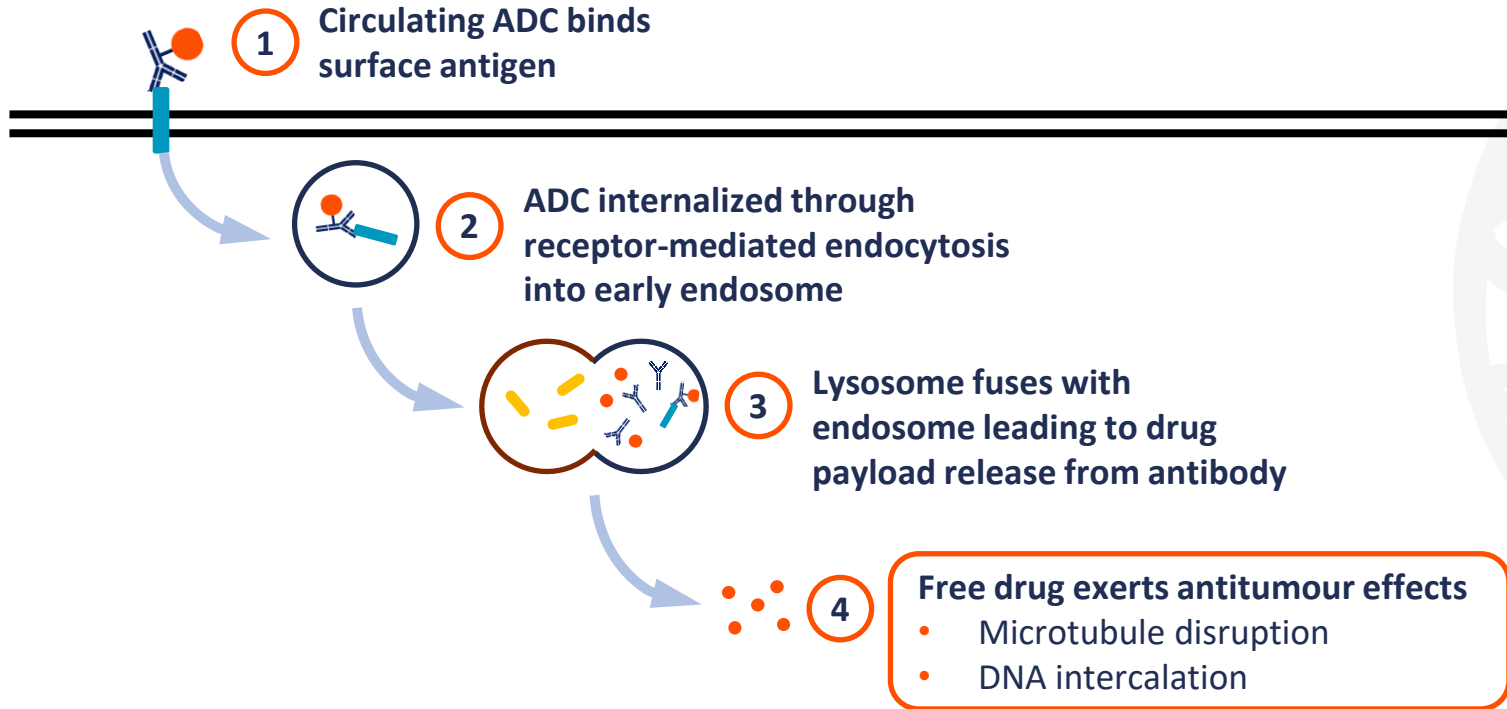 1
Circulating ADC binds
surface antigen
2
ADC internalized through
receptor-mediated endocytosis
into early endosome
3
Lysosome fuses with
endosome leading to drug
payload release from antibody
4
Free drug exerts antitumour effects
• Microtubule disruption
• DNA intercalation